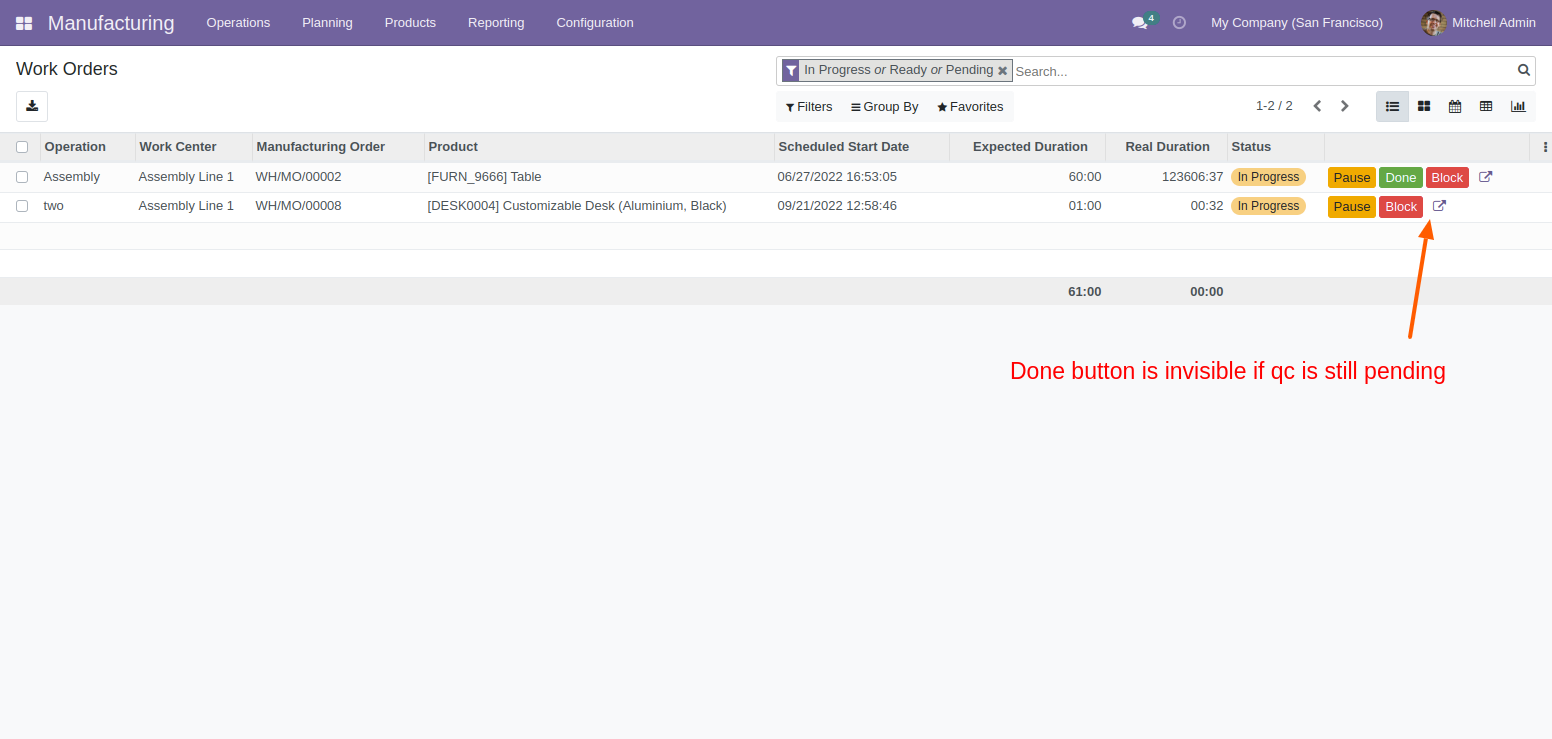 Manufacturing Operations Planning Products Reporting Configuration 4 My Company (San Francisco) Mitchell Admin
Work Orders In Progress or Ready or Pending Search...
Filters Group By Favorites 1-2 / 2
Operation Work Center Manufacturing Order Product Scheduled Start Date Expected Duration Real Duration Status
Assembly Assembly Line 1 WH/MO/00002 [FURN_9666] Table 06/27/2022 16:53:05 60:00 123606:37 In Progress Pause Done Block
two Assembly Line 1 WH/MO/00008 [DESK0004] Customizable Desk (Aluminium, Black) 09/21/2022 12:58:46 01:00 00:32 In Progress Pause Block
61:00 00:00
Done button is invisible if qc is still pending